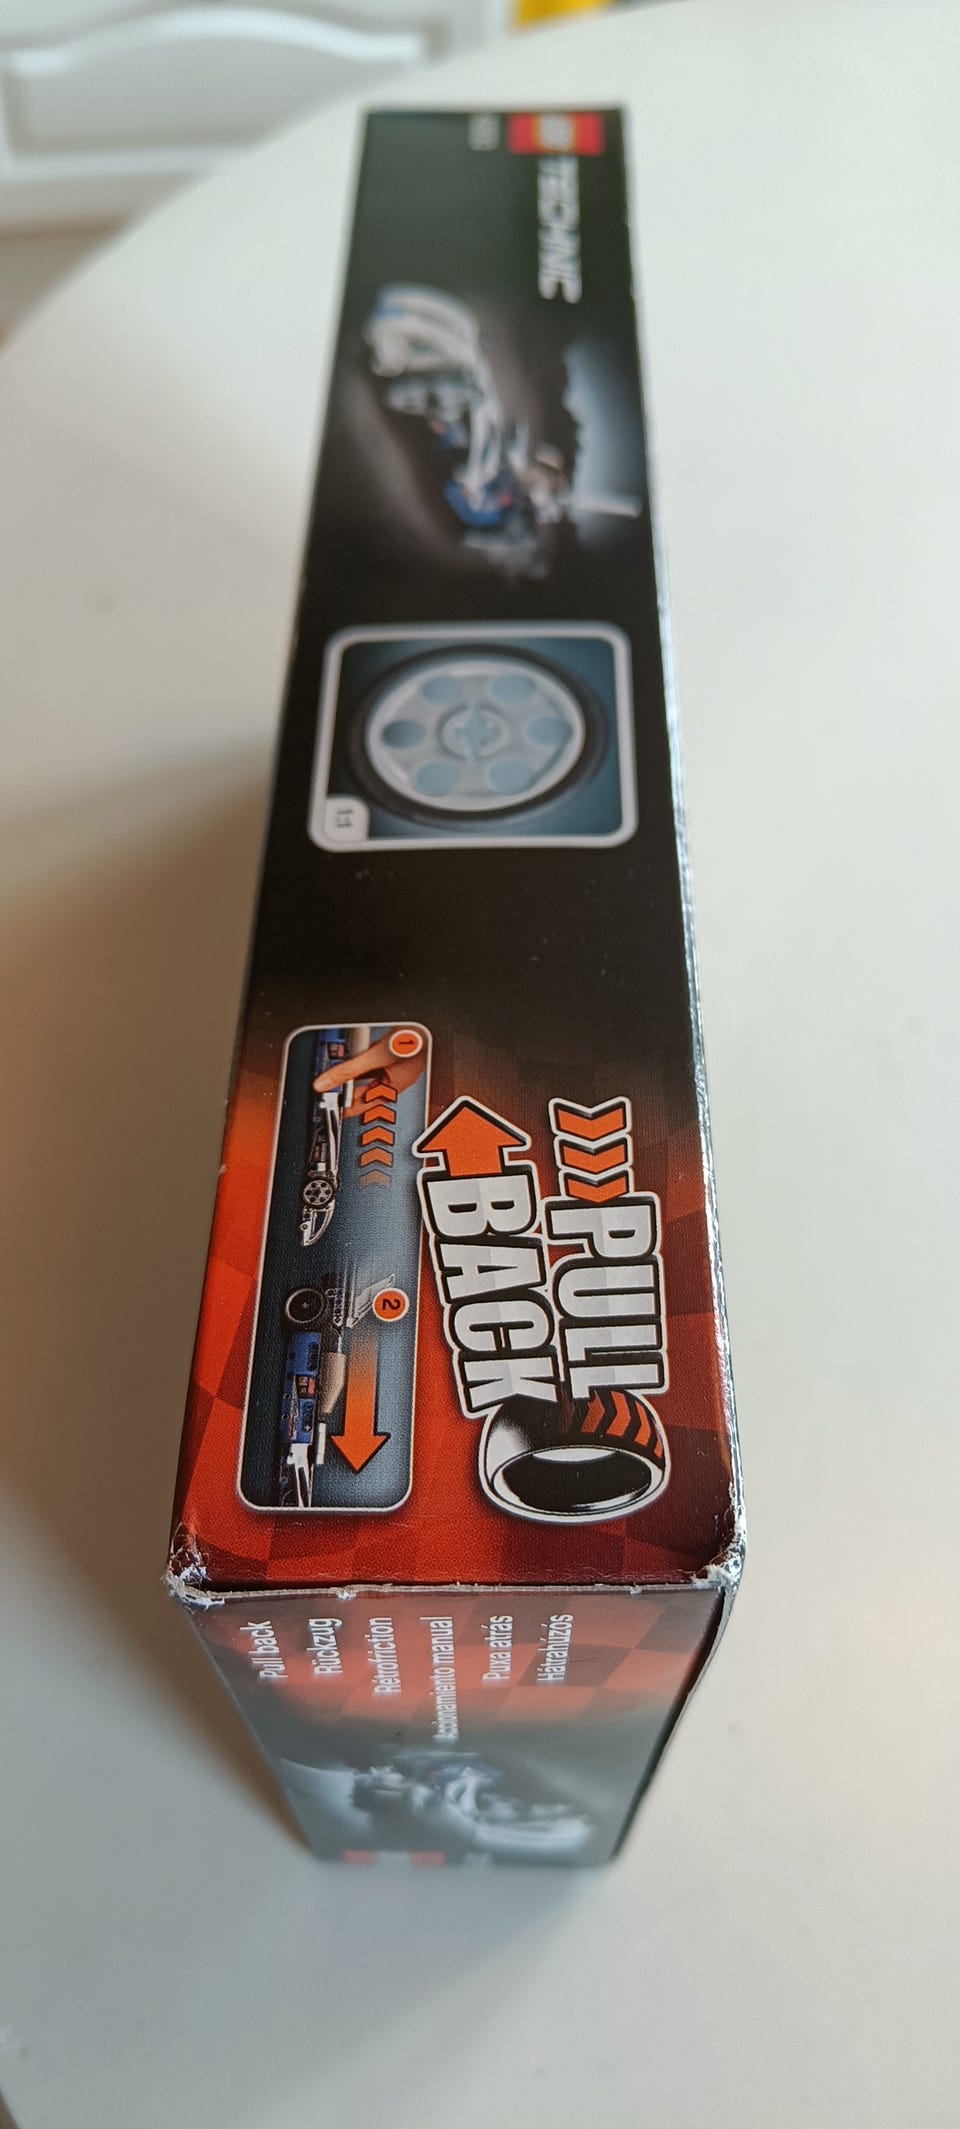 TECHNIC
1:1
PULL
BACK
1
2
Pull back
Rückzug
Rétrofriction
Accionamiento manual
Puxa atrás
Hátrahúzós